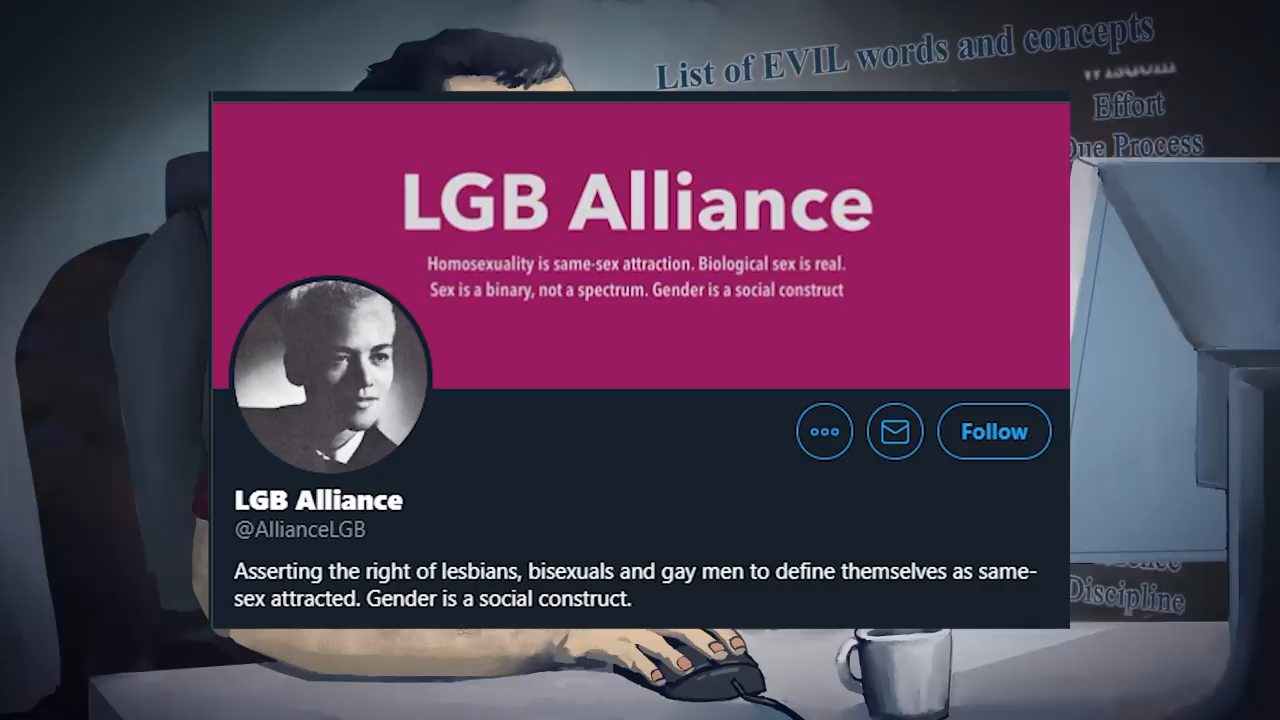 List of EVIL words and concepts
Wisdom
Effort
Due Process
LGB Alliance
Homosexuality is same-sex attraction. Biological sex is real.
Sex is a binary, not a spectrum. Gender is a social construct
Follow
LGB Alliance
@AllianceLGB
Asserting the right of lesbians, bisexuals and gay men to define themselves as same-
sex attracted. Gender is a social construct.
Discipline